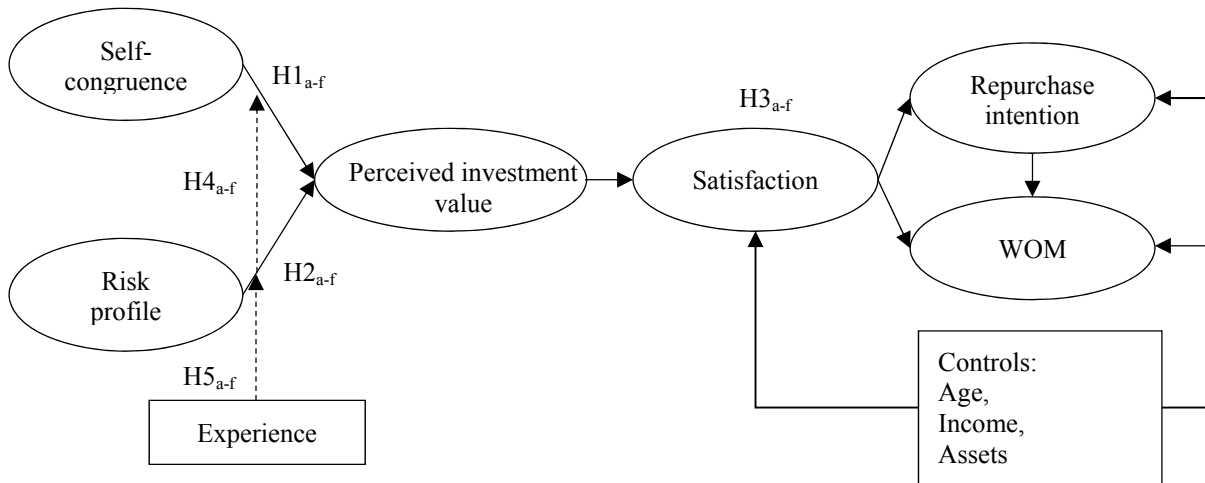 Self-
congruence
H1a-f
H4a-f
Risk
profile
H2a-f
H5a-f
Experience
Perceived investment
value
H3a-f
Satisfaction
Repurchase
intention
WOM
Controls:
Age,
Income,
Assets